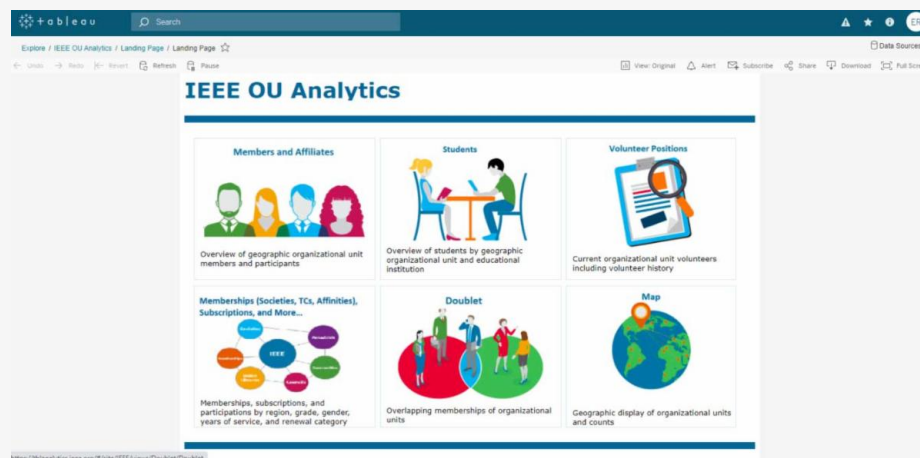 +ableau
Search
ER
Explore / IEEE OU Analytics / Landing Page / Landing Page
Data Sources
Undo Redo Revert Refresh Pause
View: Original Alert Subscribe Share Download Full Scre
IEEE OU Analytics
Members and Affiliates
Overview of geographic organizational unit
members and participants
Students
Overview of students by geographic
organizational unit and educational
institution
Volunteer Positions
Current organizational unit volunteers
including volunteer history
Memberships (Societies, TCs, Affinities),
Subscriptions, and More...
IEEE
Memberships, subscriptions, and
participations by region, grade, gender,
years of service, and renewal category
Doublet
Overlapping memberships of organizational
units
Map
Geographic display of organizational units
and counts